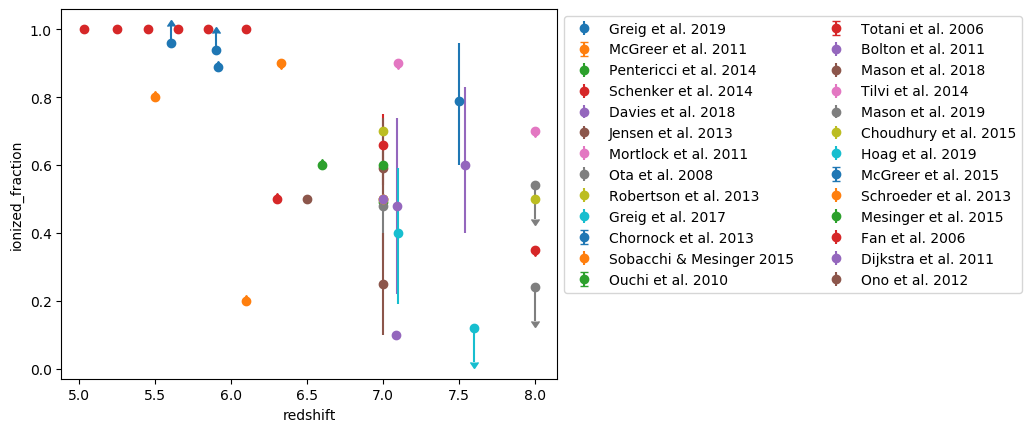 1.0
0.8
0.6
0.4
0.2
0.0
ionized_fraction
5.0 5.5 6.0 6.5 7.0 7.5 8.0
redshift
Greig et al. 2019
McGreer et al. 2011
Pentericci et al. 2014
Schenker et al. 2014
Davies et al. 2018
Jensen et al. 2013
Mortlock et al. 2011
Ota et al. 2008
Robertson et al. 2013
Greig et al. 2017
Chornock et al. 2013
Sobacchi & Mesinger 2015
Ouchi et al. 2010
Totani et al. 2006
Bolton et al. 2011
Mason et al. 2018
Tilvi et al. 2014
Mason et al. 2019
Choudhury et al. 2015
Hoag et al. 2019
McGreer et al. 2015
Schroeder et al. 2013
Mesinger et al. 2015
Fan et al. 2006
Dijkstra et al. 2011
Ono et al. 2012